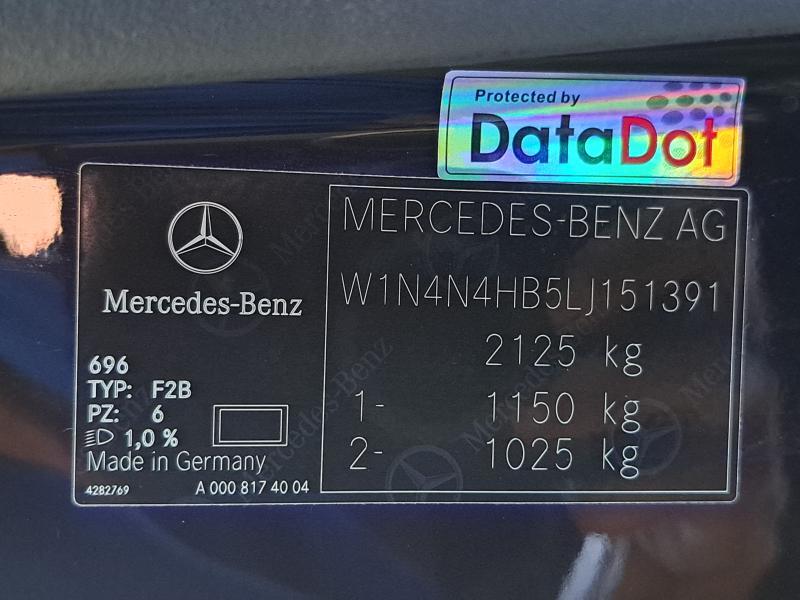 Protected by
DataDot
Mercedes-Benz
696
TYP: F2B
PZ: 6
1,0 %
Made in Germany
4282769 A 000 817 40 04
MERCEDES-BENZ AG
W1N4N4HB5LJ151391
2125 kg
1- 1150 kg
2- 1025 kg